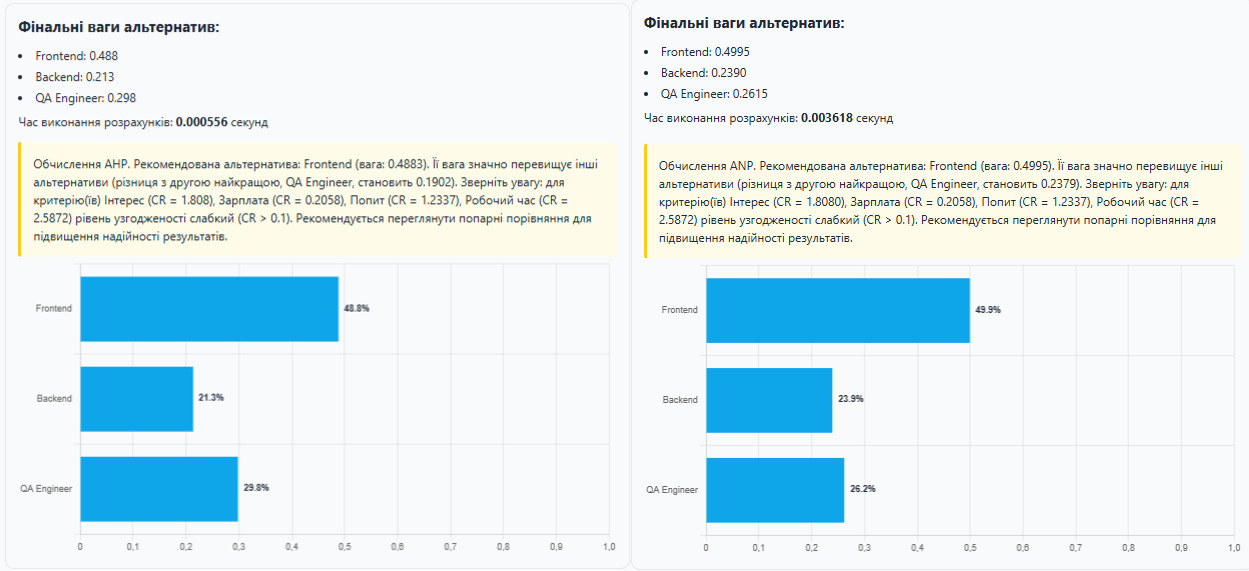 Фінальні ваги альтернатив:
Frontend: 0.488
Backend: 0.213
QA Engineer: 0.298
Час виконання розрахунків: 0.000556 секунд
Обчислення AHP. Рекомендована альтернатива: Frontend (вага: 0.4883). Її вага значно перевищує інші
альтернативи (різниця з другою найкращою, QA Engineer, становить 0.1902). Зверніть увагу: для
критерію(їв) Інтерес (CR = 1.808), Зарплата (CR = 0.2058), Попит (CR = 1.2337), Робочий час (CR =
2.5872) рівень узгодженості слабкий (CR > 0.1). Рекомендується переглянути попарні порівняння для
підвищення надійності результатів.
Frontend
48.8%
Backend
21.3%
QA Engineer
29.8%
0 0,1 0,2 0,3 0,4 0,5 0,6 0,7 0,8 0,9 1,0
Фінальні ваги альтернатив:
Frontend: 0.4995
Backend: 0.2390
QA Engineer: 0.2615
Час виконання розрахунків: 0.003618 секунд
Обчислення ANP. Рекомендована альтернатива: Frontend (вага: 0.4995). Її вага значно перевищує інші
альтернативи (різниця з другою найкращою, QA Engineer, становить 0.2379). Зверніть увагу: для
критерію(їв) Інтерес (CR = 1.8080), Зарплата (CR = 0.2058), Попит (CR = 1.2337), Робочий час (CR =
2.5872) рівень узгодженості слабкий (CR > 0.1). Рекомендується переглянути попарні порівняння для
підвищення надійності результатів.
Frontend
49.9%
Backend
23.9%
QA Engineer
26.2%
0 0,1 0,2 0,3 0,4 0,5 0,6 0,7 0,8 0,9 1,0